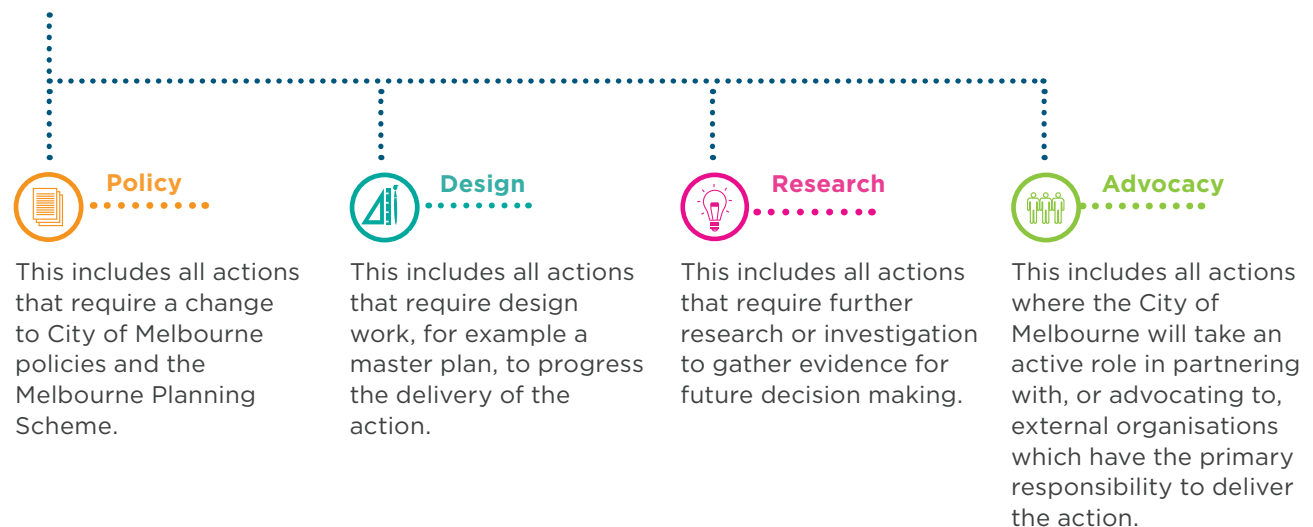 Policy
This includes all actions
that require a change
to City of Melbourne
policies and the
Melbourne Planning
Scheme.
Design
This includes all actions
that require design
work, for example a
master plan, to progress
the delivery of the
action.
Research
This includes all actions
that require further
research or investigation
to gather evidence for
future decision making.
Advocacy
This includes all actions
where the City of
Melbourne will take an
active role in partnering
with, or advocating to,
external organisations
which have the primary
responsibility to deliver
the action.